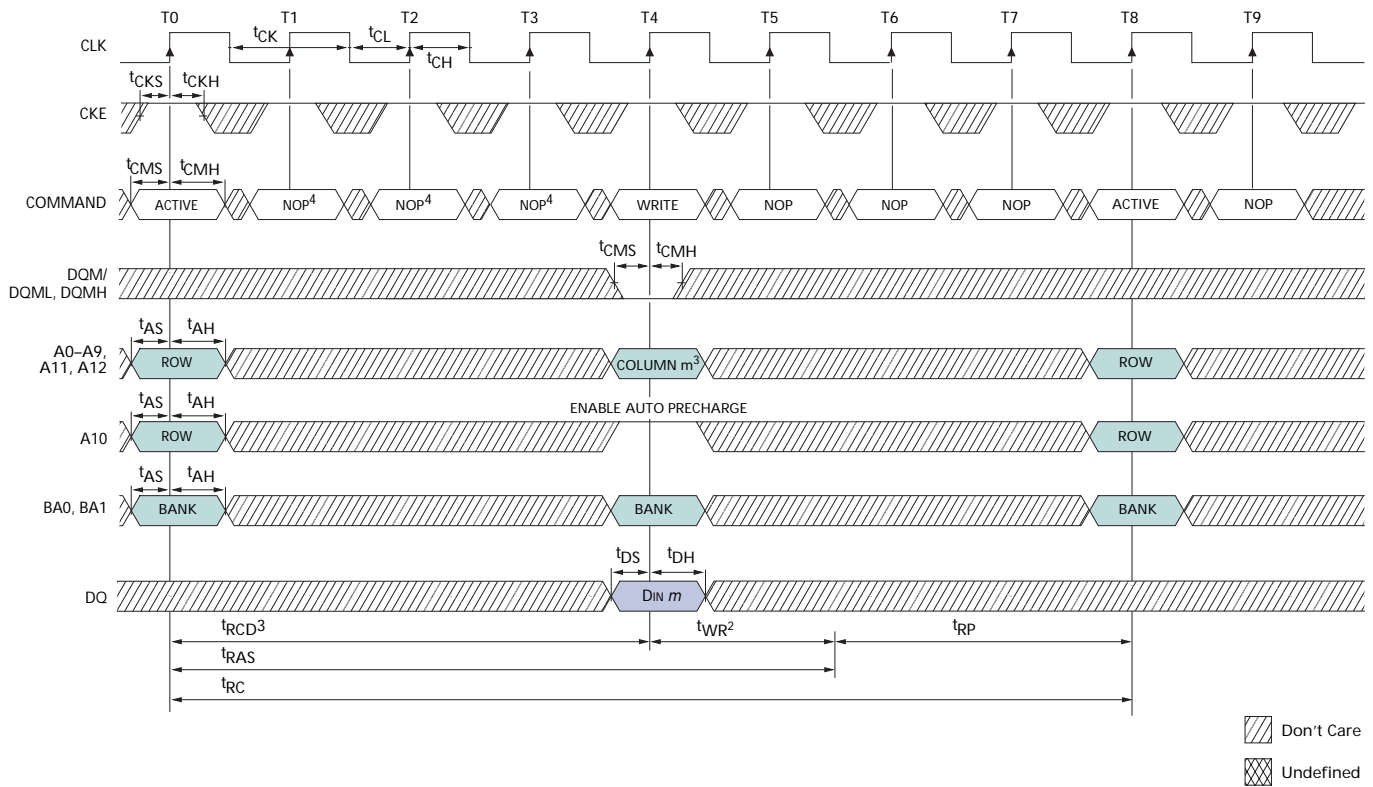 T0 T1 T2 T3 T4 T5 T6 T7 T8 T9
CLK
tCK tCL
tCH
tCKS tCKH
CKE
tCMS tCMH
COMMAND ACTIVE NOP4 NOP4 NOP4 WRITE NOP NOP NOP ACTIVE NOP
tCMS tCMH
DQM/
DQML, DQMH
tAS tAH
A0–A9,
A11, A12
ROW COLUMN m3 ROW
tAS tAH
ENABLE AUTO PRECHARGE
A10 ROW ROW
tAS tAH
BA0, BA1 BANK BANK BANK
tDS tDH
DQ DIN m
tRCD3 tWR2 tRP
tRAS
tRC
Don't Care
Undefined